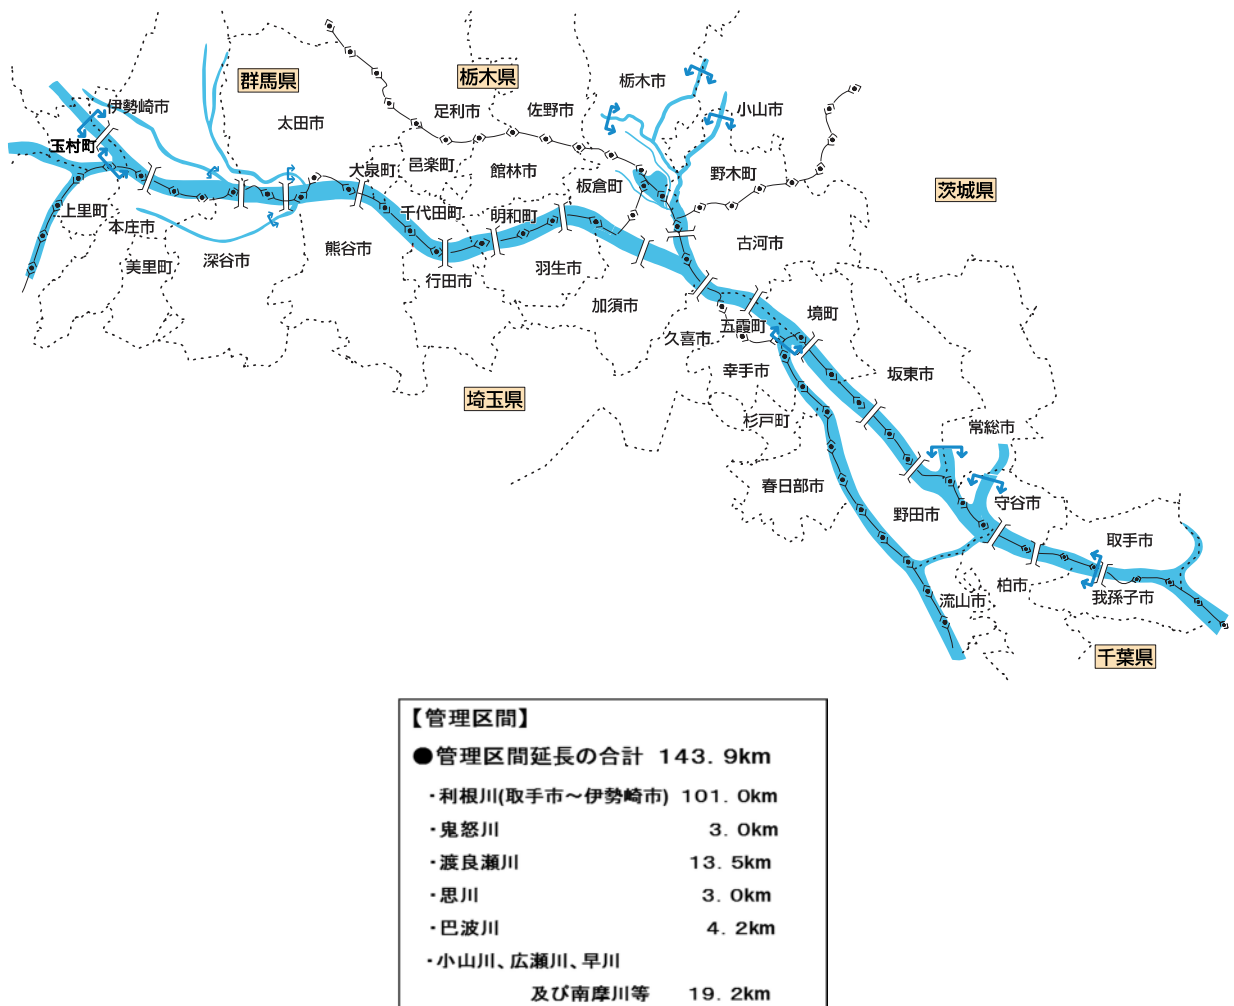 群馬県
栃木県
伊勢崎市
太田市
足利市
佐野市
栃木市
小山市
玉村町
大泉町
邑楽町
館林市
板倉町
野木町
茨城県
上里町
本庄市
千代田町
明和町
古河市
美里町
深谷市
熊谷市
行田市
羽生市
加須市
久喜市
五霞町
境町
幸手市
坂東市
埼玉県
杉戸町
常総市
春日部市
野田市
守谷市
取手市
流山市
柏市
我孫子市
千葉県
【管理区間】
●管理区間延長の合計 143.9km
・利根川(取手市～伊勢崎市) 101.0km
・鬼怒川 3.0km
・渡良瀬川 13.5km
・思川 3.0km
・巴波川 4.2km
・小山川、広瀬川、早川
及び南摩川等 19.2km